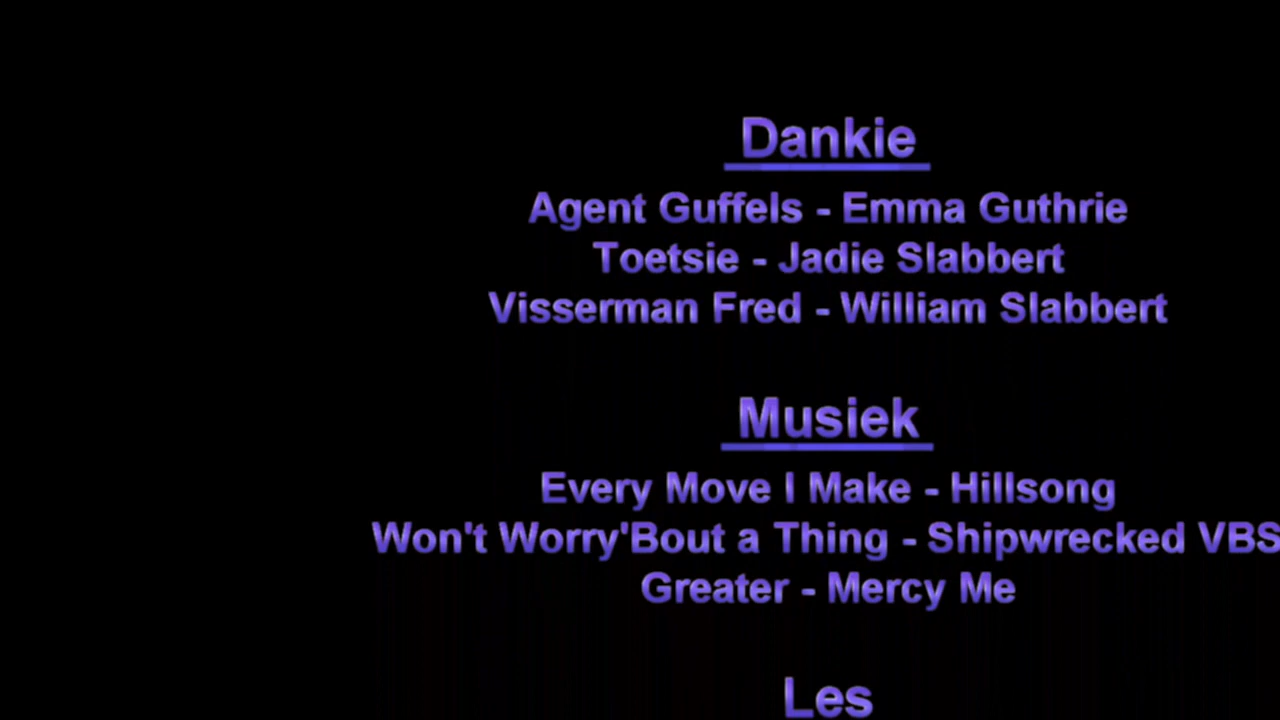 Dankie
Agent Guffels - Emma Guthrie
Toetsie - Jadie Slabbert
Visserman Fred - William Slabbert
Musiek
Every Move I Make - Hillsong
Won't Worry'Bout a Thing - Shipwrecked VBS
Greater - Mercy Me
Les